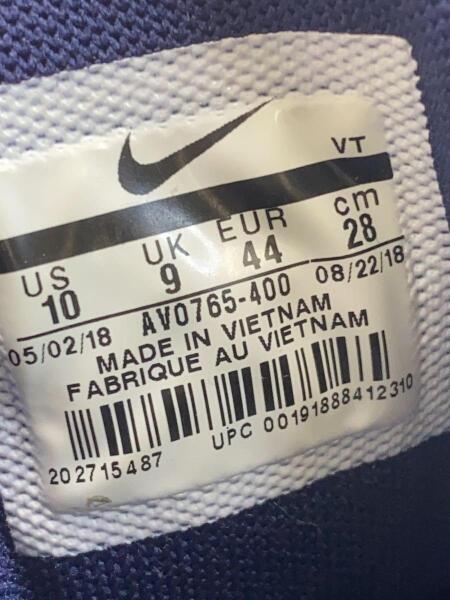 VT
US UK EUR cm
10 9 44 28
05/02/18 AV0765-400 08/22/18
MADE IN VIETNAM
FABRIQUE AU VIETNAM
202715487 UPC 00191888412310